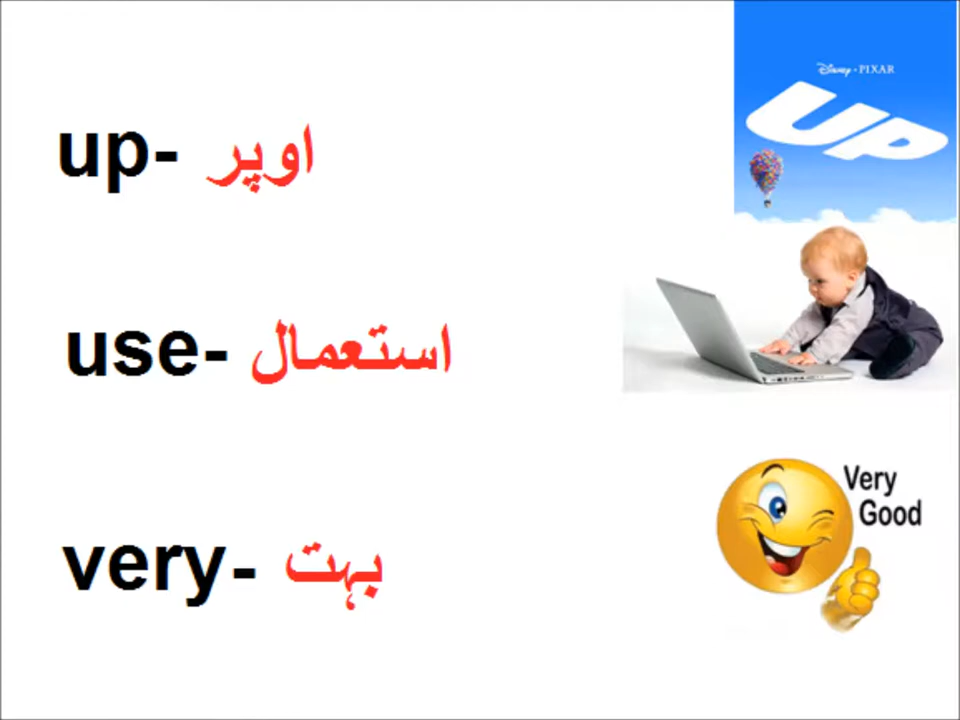 up- اوپر
use- استعمال
very- بہت
Disney · PIXAR
UP
Very
Good